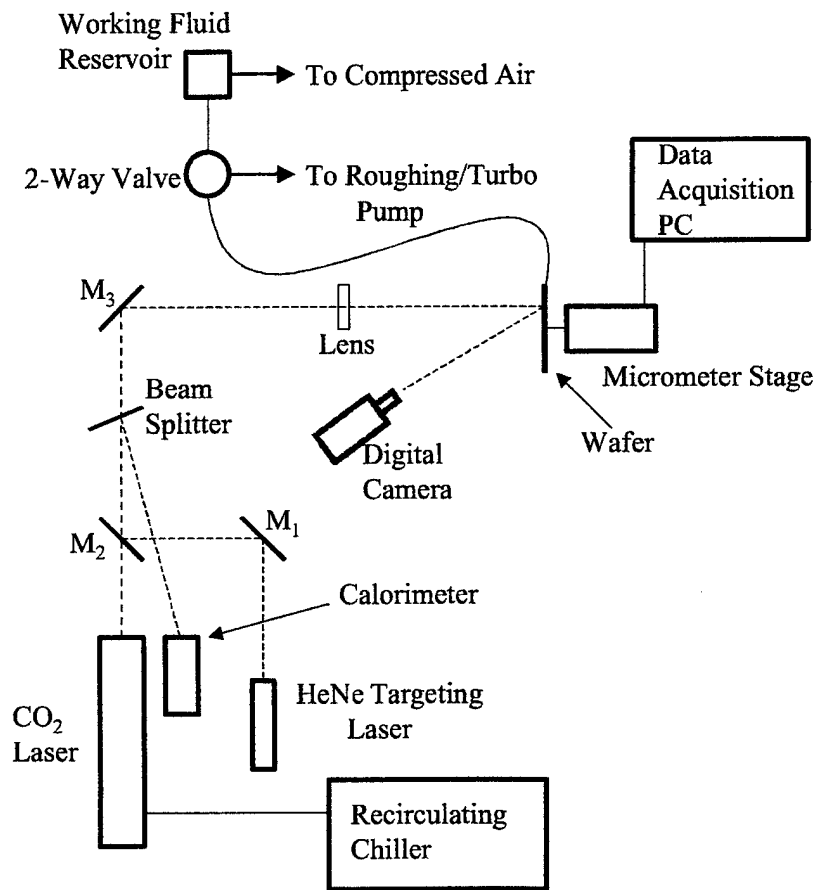 Working Fluid
Reservoir
To Compressed Air
2-Way Valve
To Roughing/Turbo
Pump
Data
Acquisition
PC
M3
Lens
Micrometer Stage
Beam
Splitter
Wafer
Digital
Camera
M2
M1
Calorimeter
CO2
Laser
HeNe Targeting
Laser
Recirculating
Chiller